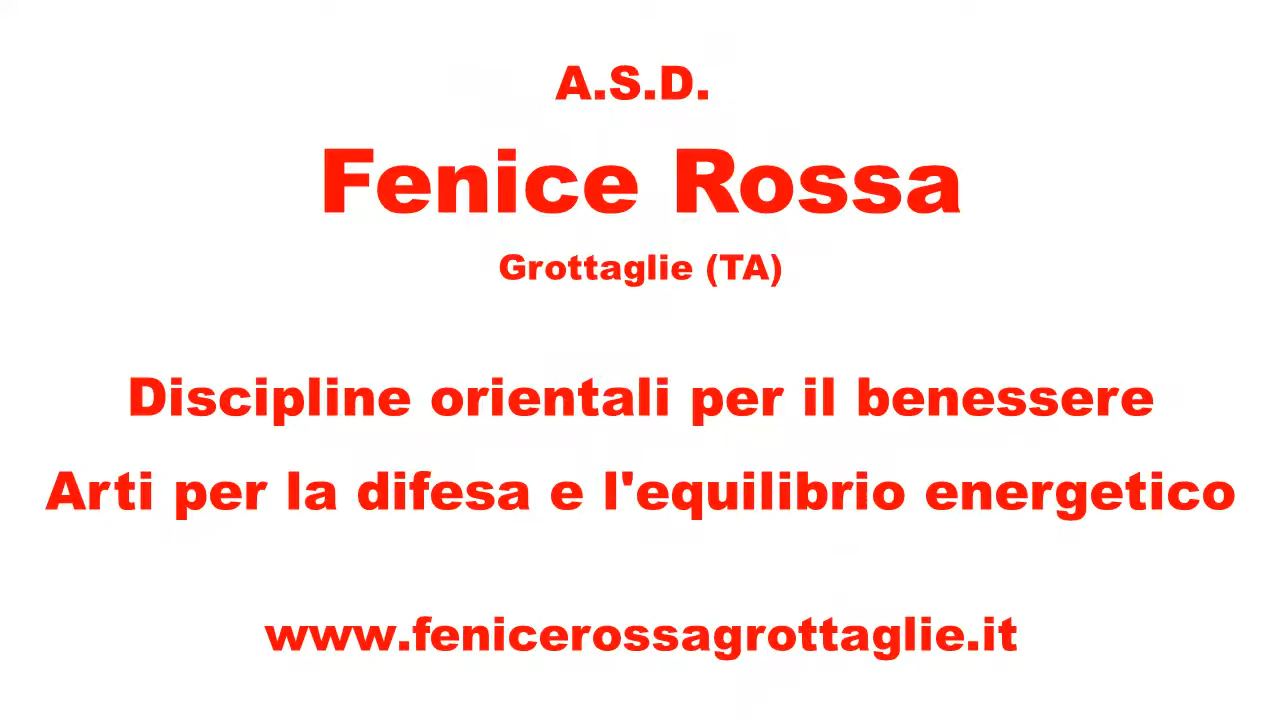 A.S.D.
Fenice Rossa
Grottaglie (TA)
Discipline orientali per il benessere
Arti per la difesa e l'equilibrio energetico
www.fenicerossagrottaglie.it